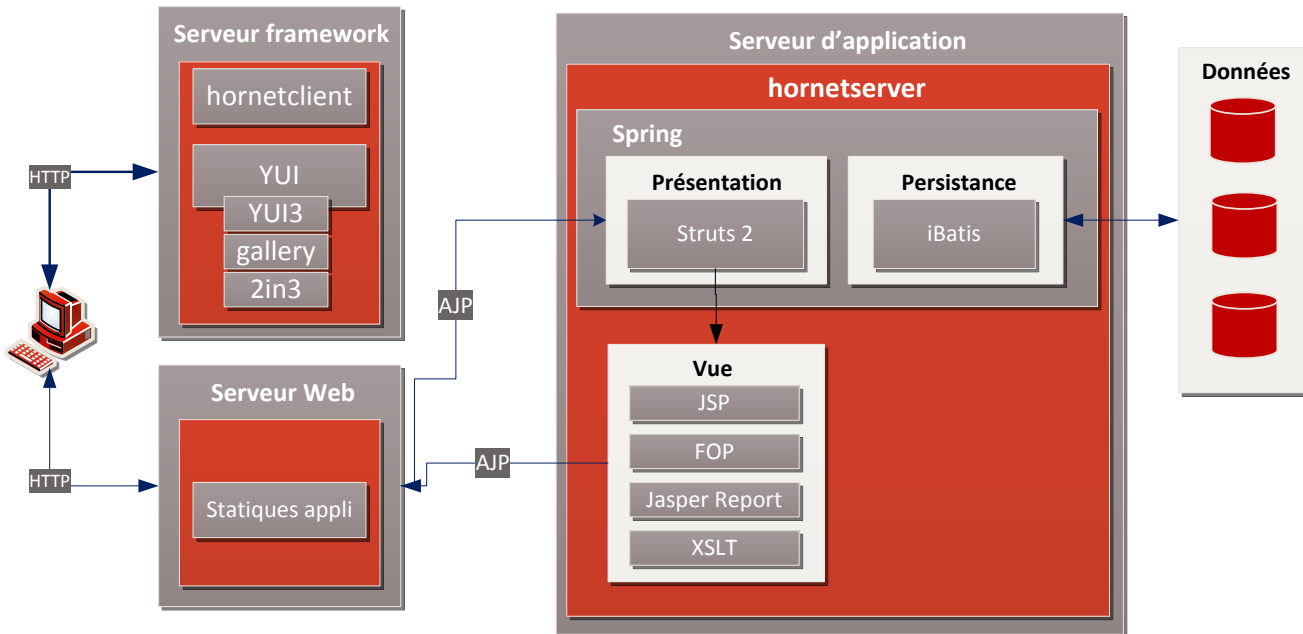 Serveur framework
hornetclient
YUI
YUI3
gallery
2in3
HTTP
HTTP
Serveur Web
Statiques appli
AJP
AJP
Serveur d’application
hornetserver
Spring
Présentation
Struts 2
Persistance
iBatis
Vue
JSP
FOP
Jasper Report
XSLT
Données